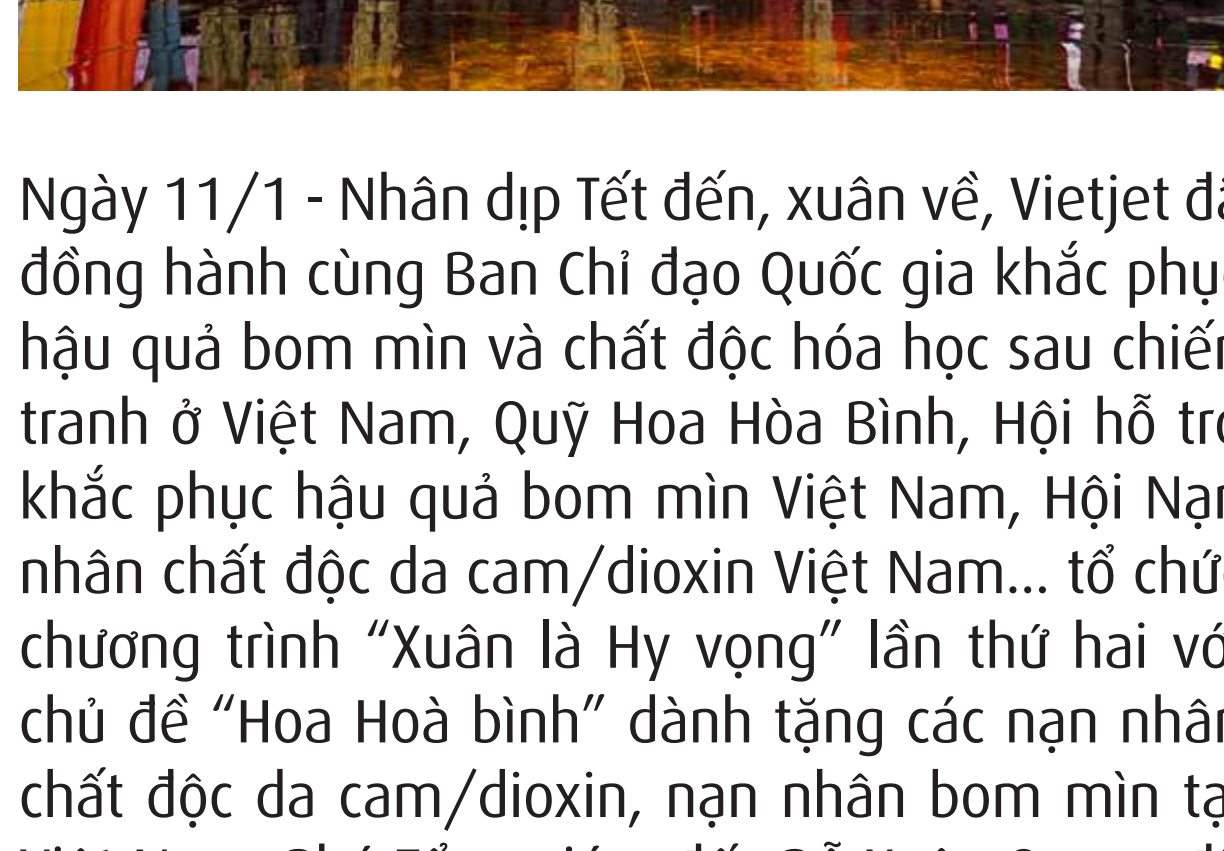 Ngày 11/1 - Nhân dịp Tết đến, xuân về, Vietjet đã
đồng hành cùng Ban Chỉ đạo Quốc gia khắc phục
hậu quả bom mìn và chất độc hóa học sau chiến
tranh ở Việt Nam, Quỹ Hoa Hòa Bình, Hội hỗ trợ
khắc phục hậu quả bom mìn Việt Nam, Hội Nạn
nhân chất độc da cam/dioxin Việt Nam... tổ chức
chương trình “Xuân là Hy vọng” lần thứ hai với
chủ đề “Hoa Hoà bình” dành tặng các nạn nhân
chất độc da cam/dioxin, nạn nhân bom mìn tại